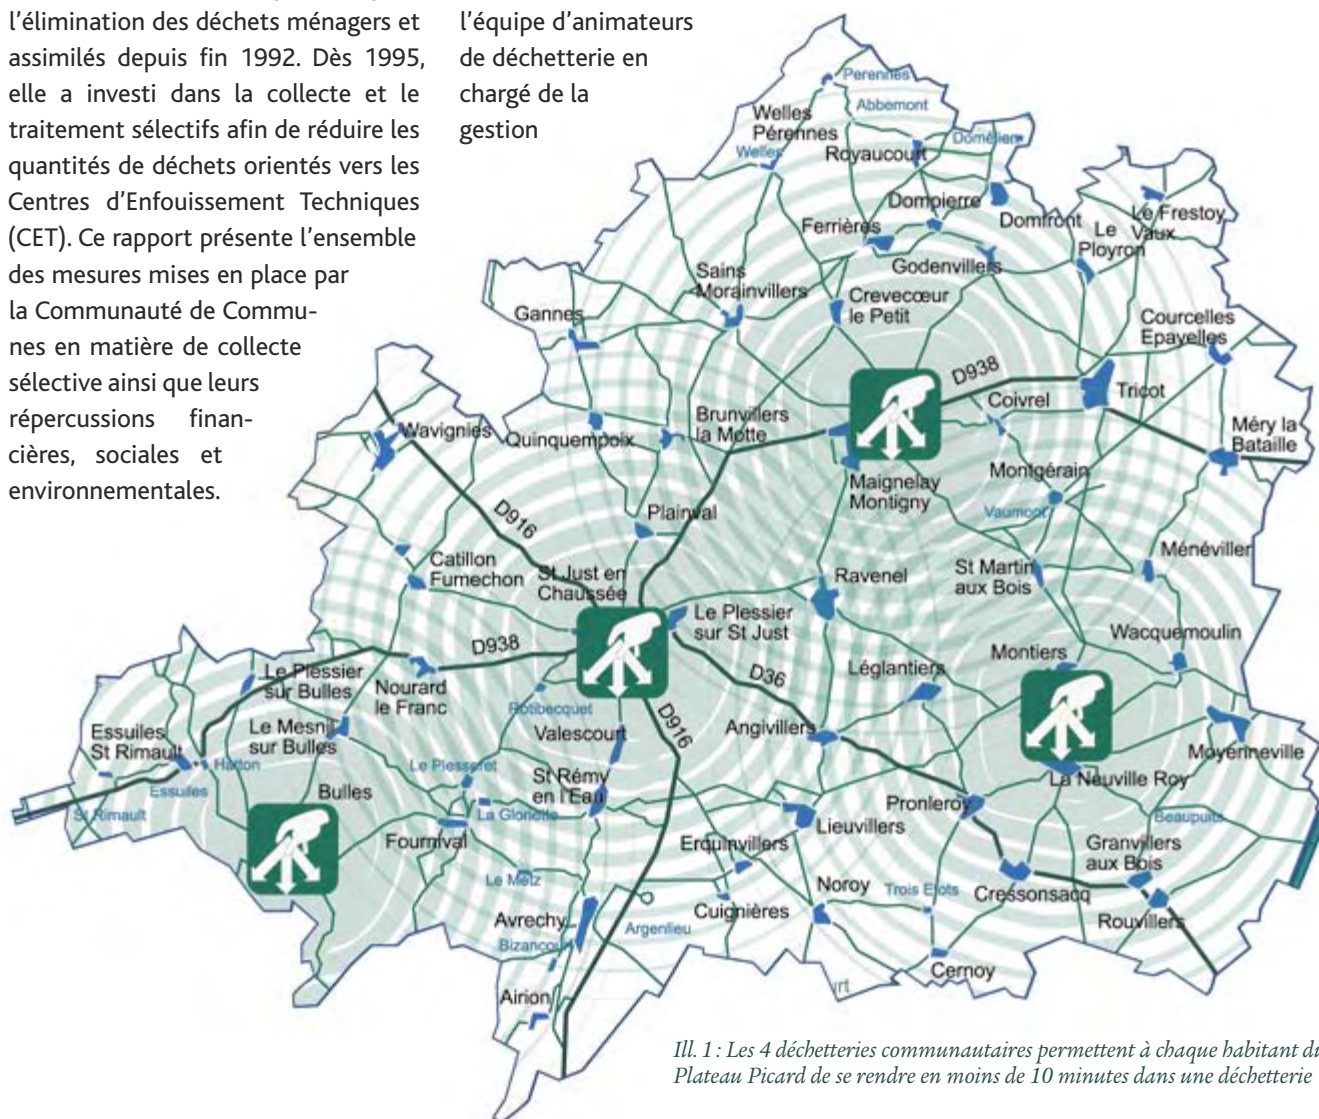 l’élimination des déchets ménagers et
assimilés depuis fin 1992. Dès 1995,
elle a investi dans la collecte et le
traitement sélectifs afin de réduire les
quantités de déchets orientés vers les
Centres d’Enfouissement Techniques
(CET). Ce rapport présente l’ensemble
des mesures mises en place par
la Communauté de Commu-
nes en matière de collecte
sélective ainsi que leurs
répercussions finan-
cières, sociales et
environnementales.
l’équipe d’animateurs
de déchetterie en
chargé de la
gestion
Perennes
Welles
Pérennes
Abbemont
Welles
Royaucourt
Domélien
Dompierre
Ferrières
Domfront
Le Frestoy
Vaux
Le
Ployron
Godenvillers
Sains
Morainvillers
Crevecœur
le Petit
Gannes
Courcelles
Epayelles
D938
Tricot
Coivrel
Brunvillers
la Motte
Wavignies
Quinquempoix
Méry la
Bataille
Maignelay
Montigny
Montgérain
Vaumont
D916
Plainval
Catillon
Fumechon
St Just en
Chaussée
Ravenel
St Martin
aux Bois
Ménéviller
Le Plessier
sur St Just
D938
D36
Wacquemoulin
Montiers
Léglantiers
Le Plessier
sur Bulles
Nourard
le Franc
Rotibecquet
D916
Valescourt
Angivillers
Essuiles
St Rimault
Le Mesnil
sur Bulles
Hatton
Essuiles
St Rimault
Le Plesseret
Moyenneville
La Neuville Roy
Bulles
St Rémy
en l'Eau
La Glorieite
Fournival
Pronleroy
Lieuvillers
Beaupuits
Erquinvillers
Granvillers
aux Bois
Le Metz
Noroy
Trois Etots
Cressonsacq
Cuignières
Rouvillers
Avrechy
Argenlieu
Cernoy
Airion
Ill. 1 : Les 4 déchetteries communautaires permettent à chaque habitant du
Plateau Picard de se rendre en moins de 10 minutes dans une déchetterie